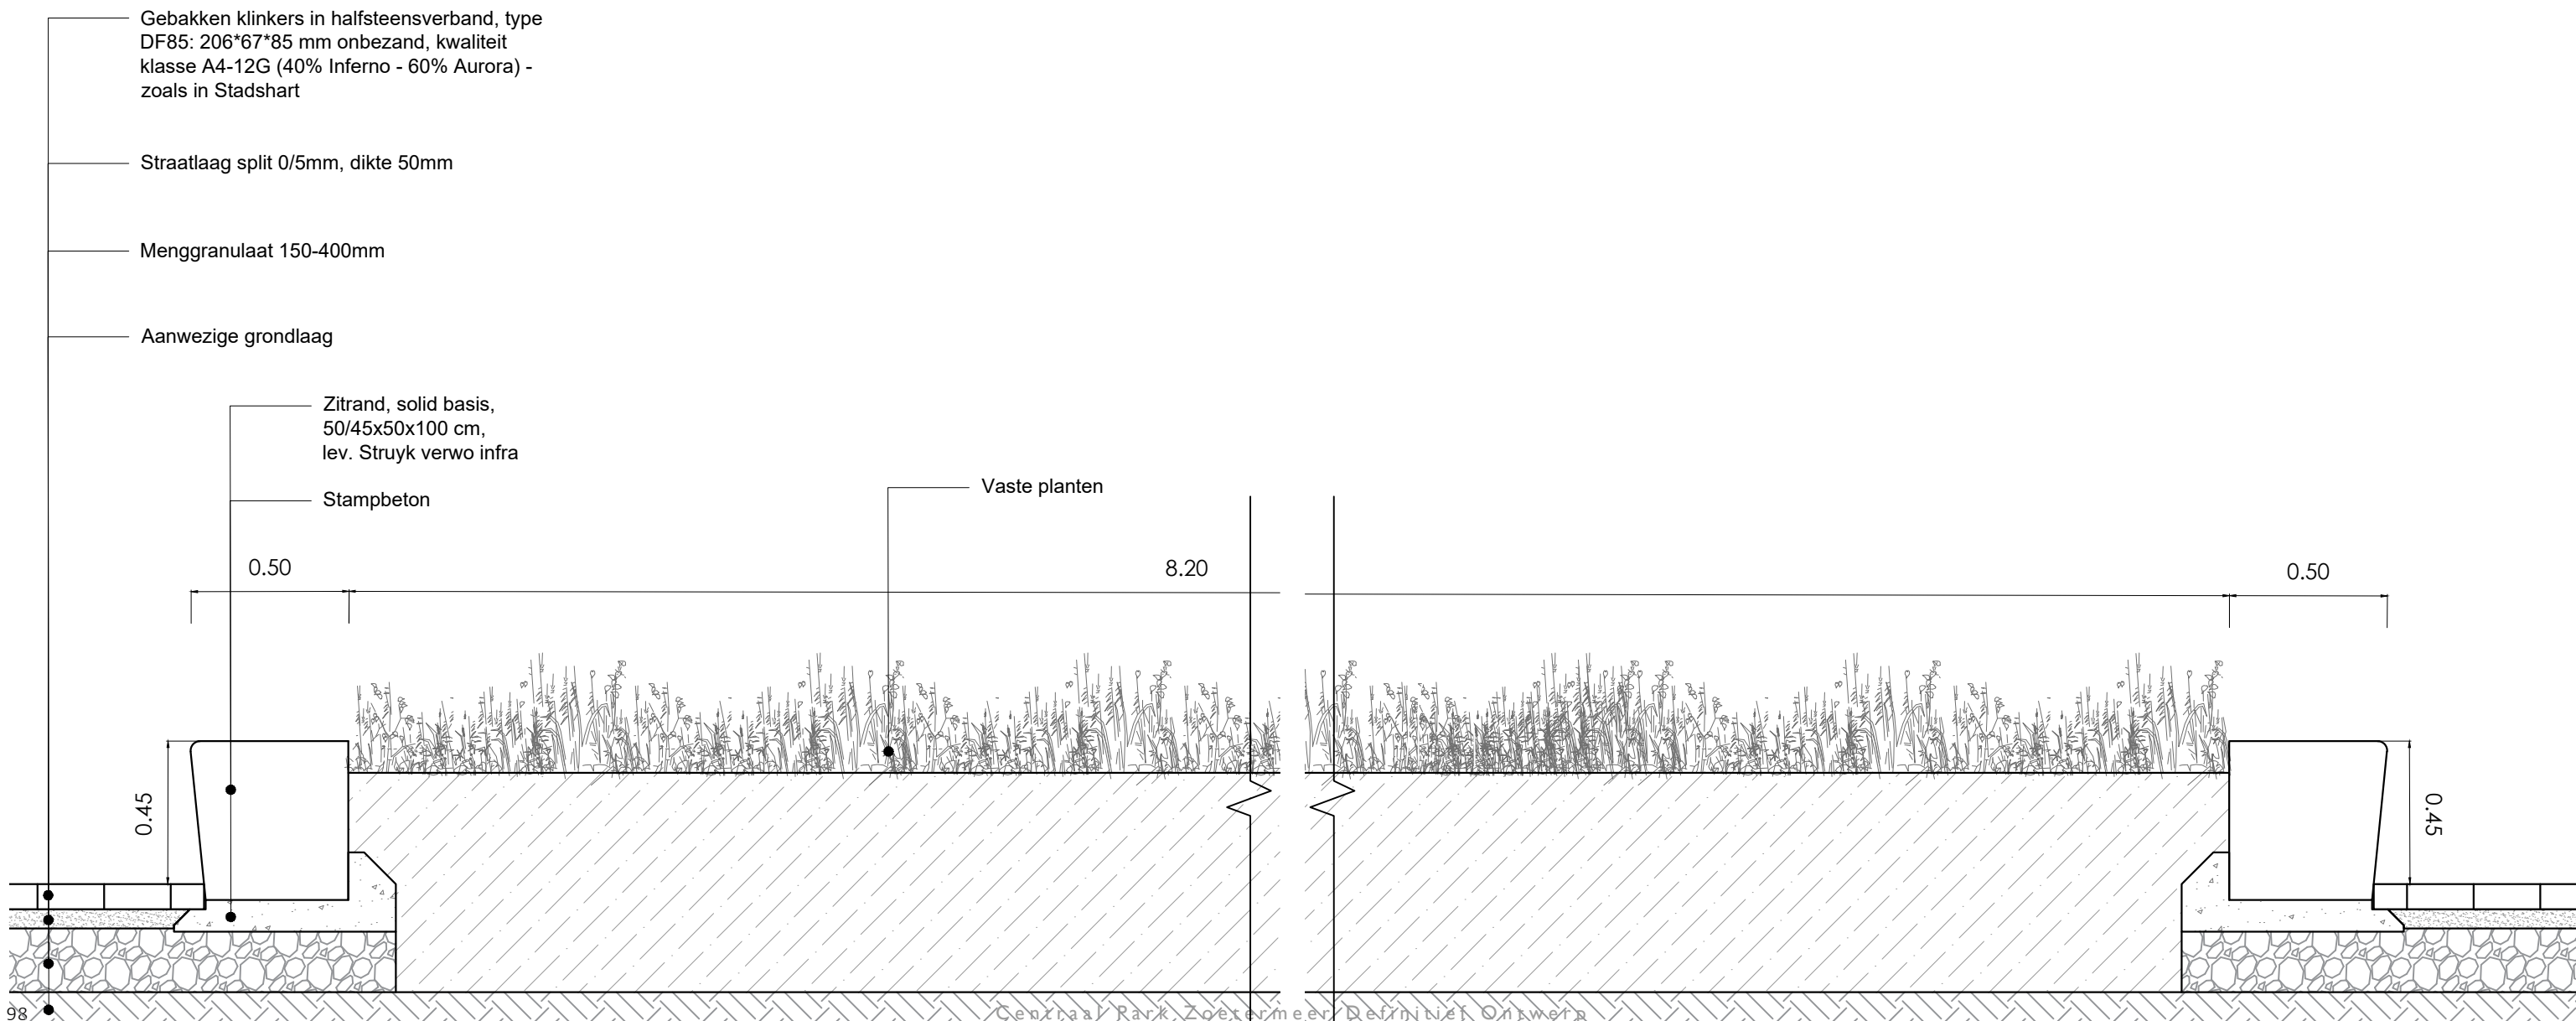 Gebakken klinkers in halfsteensverband, type
DF85: 206*67*85 mm onbezand, kwaliteit
klasse A4-12G (40% Inferno - 60% Aurora) -
zoals in Stadshart
Straatlaag split 0/5mm, dikte 50mm
Menggranulaat 150-400mm
Aanwezige grondlaag
Zitrand, solid basis,
50/45x50x100 cm,
lev. Struyk verwo infra
Stampbeton
Vaste planten
0.50
8.20
0.50
0.45
0.45
98
Centraal Park Zoetermeer Definitief Ontwerp